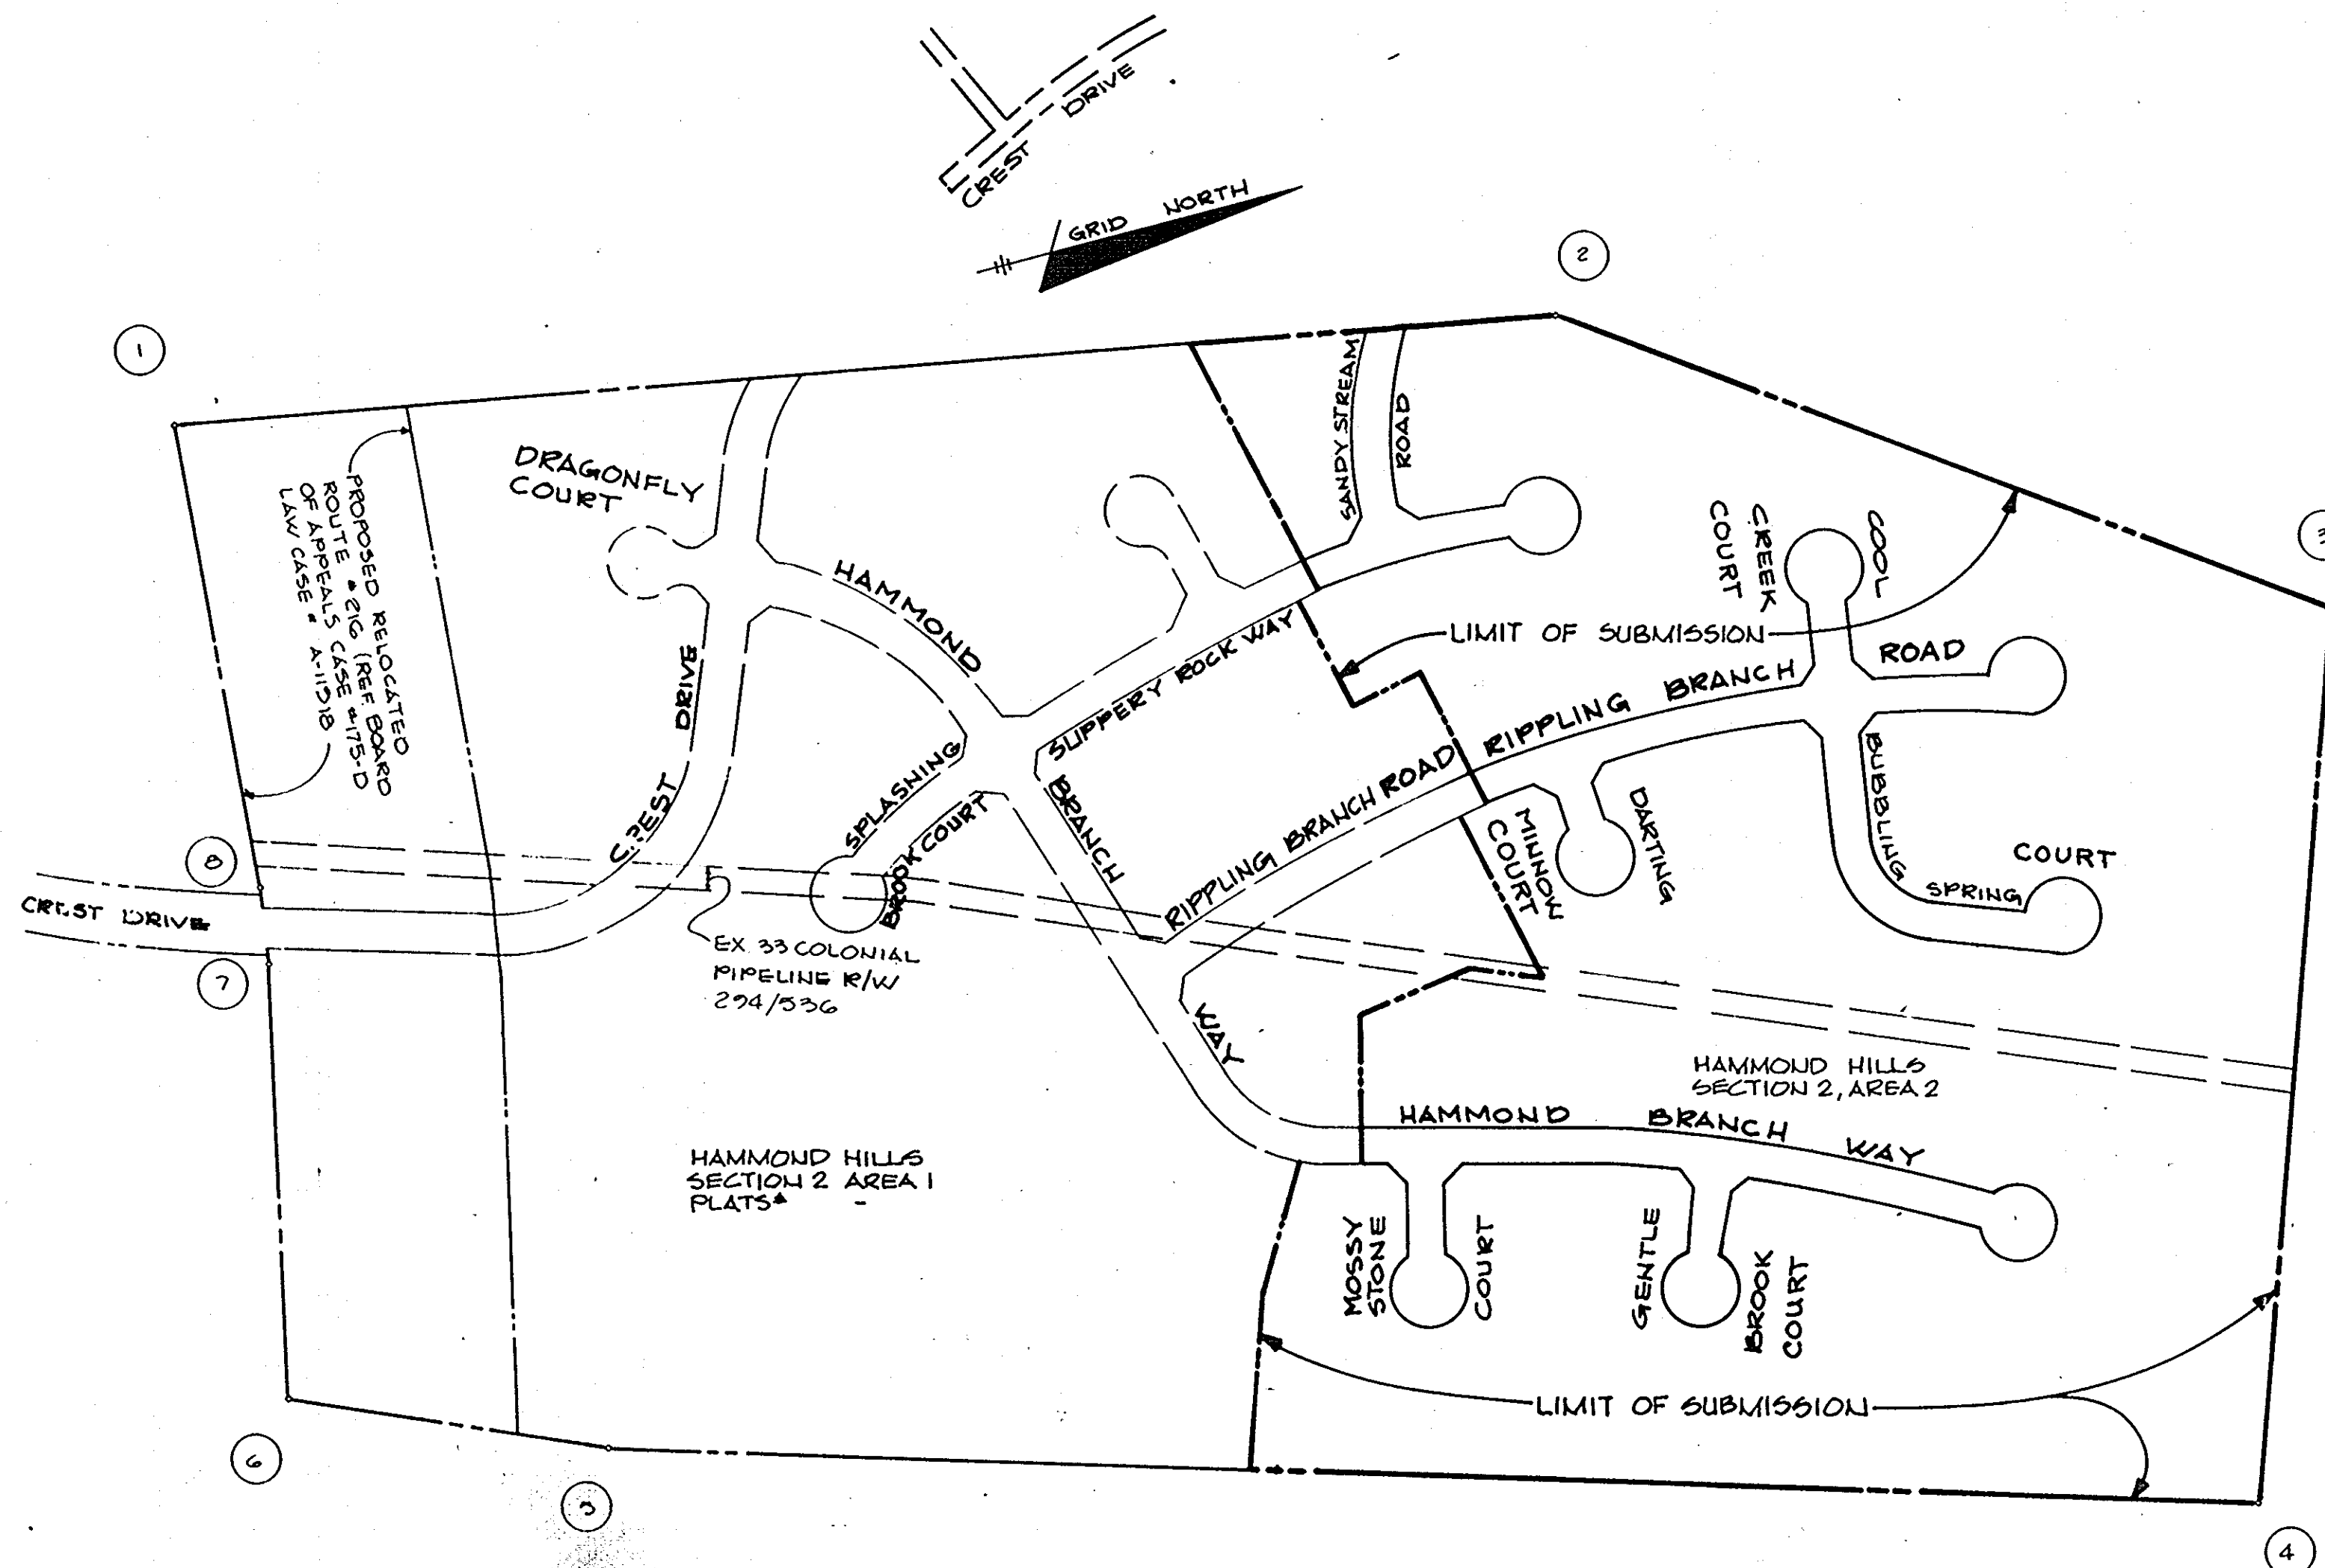 CREST DRIVE
GRID NORTH
2
1
3
SANDY STREAM
ROAD
DRAGONFLY
COURT
PROPOSED RELOCATED
ROUTE #216 (REF. BOARD
OF APPEALS CASE #175-D
LAW CASE # A-11918
COOL
CREEK
COURT
HAMMOND
LIMIT OF SUBMISSION
SLIPPERY ROCK WAY
ROAD
RIPPLING BRANCH
CREST DRIVE
SPLASHING
BROOK COURT
BRANCH
RIPPLING BRANCH ROAD
MINNOW
COURT
DARTING
BUBBLING
SPRING
COURT
8
CREST DRIVE
7
EX 33 COLONIAL
PIPELINE R/W
294/536
WAY
HAMMOND HILLS
SECTION 2, AREA 2
HAMMOND BRANCH WAY
HAMMOND HILLS
SECTION 2 AREA 1
PLATS# -
MOSSY
STONE
COURT
GENTLE
BROOK
COURT
LIMIT OF SUBMISSION
6
5
4